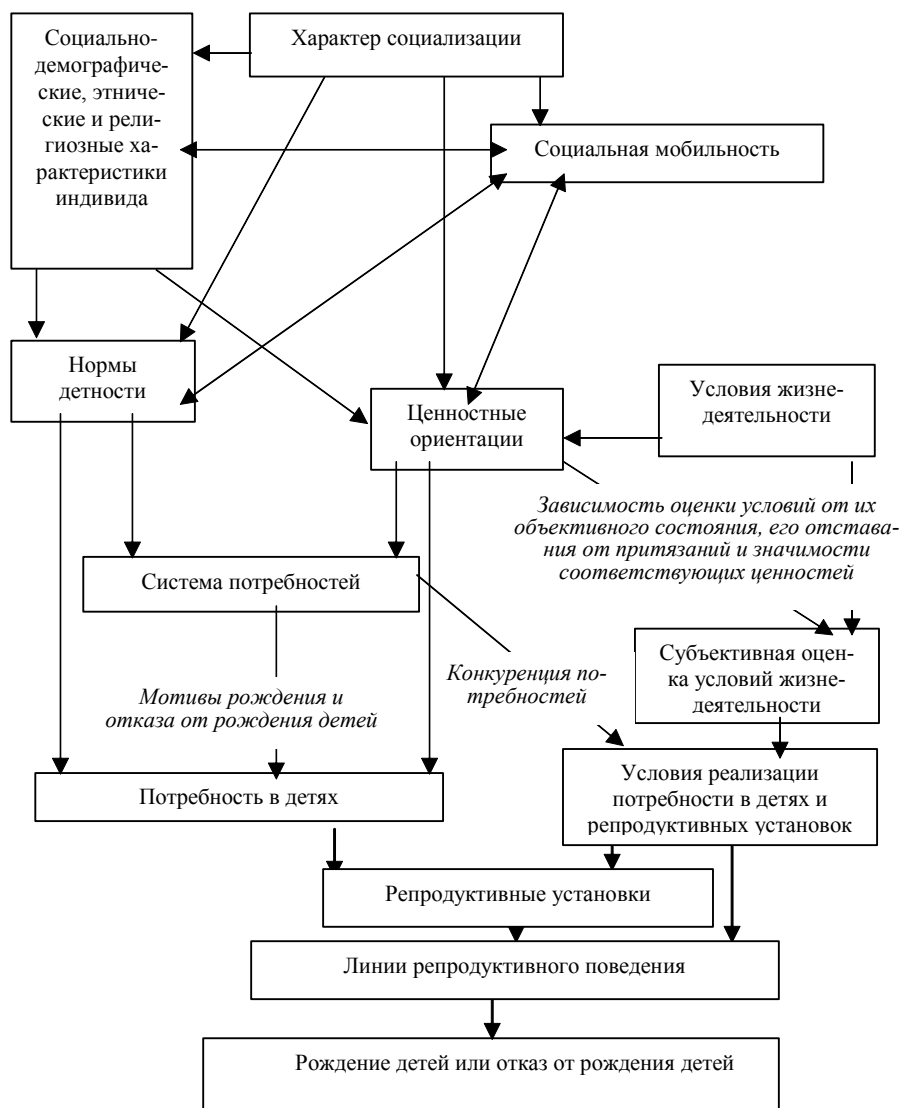 Социально-
демографиче-
ские, этниче-
ские и рели-
гиозные ха-
рактеристики
индивида
Характер социализации
Социальная мобильность
Нормы
детности
Ценностные
ориентации
Условия жизне-
деятельности
Зависимость оценки условий от их
объективного состояния, его отстава-
ния от притязаний и значимости
соответствующих ценностей
Система потребностей
Мотивы рождения и
отказа от рождения детей
Конкуренция по-
требностей
Субъективная оцен-
ка условий жизне-
деятельности
Потребность в детях
Условия реализации
потребности в детях и
репродуктивных установок
Репродуктивные установки
Линии репродуктивного поведения
Рождение детей или отказ от рождения детей